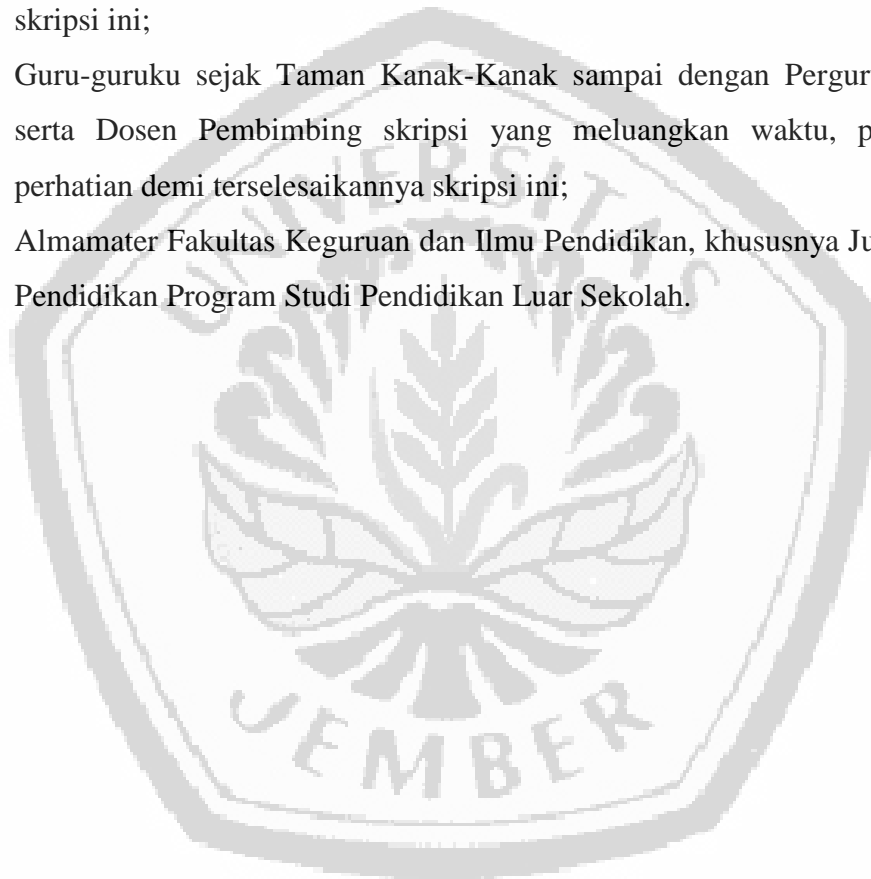 skripsi ini;
Guru-guruku sejak Taman Kanak-Kanak sampai dengan Pergur
serta Dosen Pembimbing skripsi yang meluangkan waktu, p
perhatian demi terselesaikannya skripsi ini;
Almamater Fakultas Keguruan dan Ilmu Pendidikan, khususnya Ju
Pendidikan Program Studi Pendidikan Luar Sekolah.
UNIVERSITAS
JEMBER